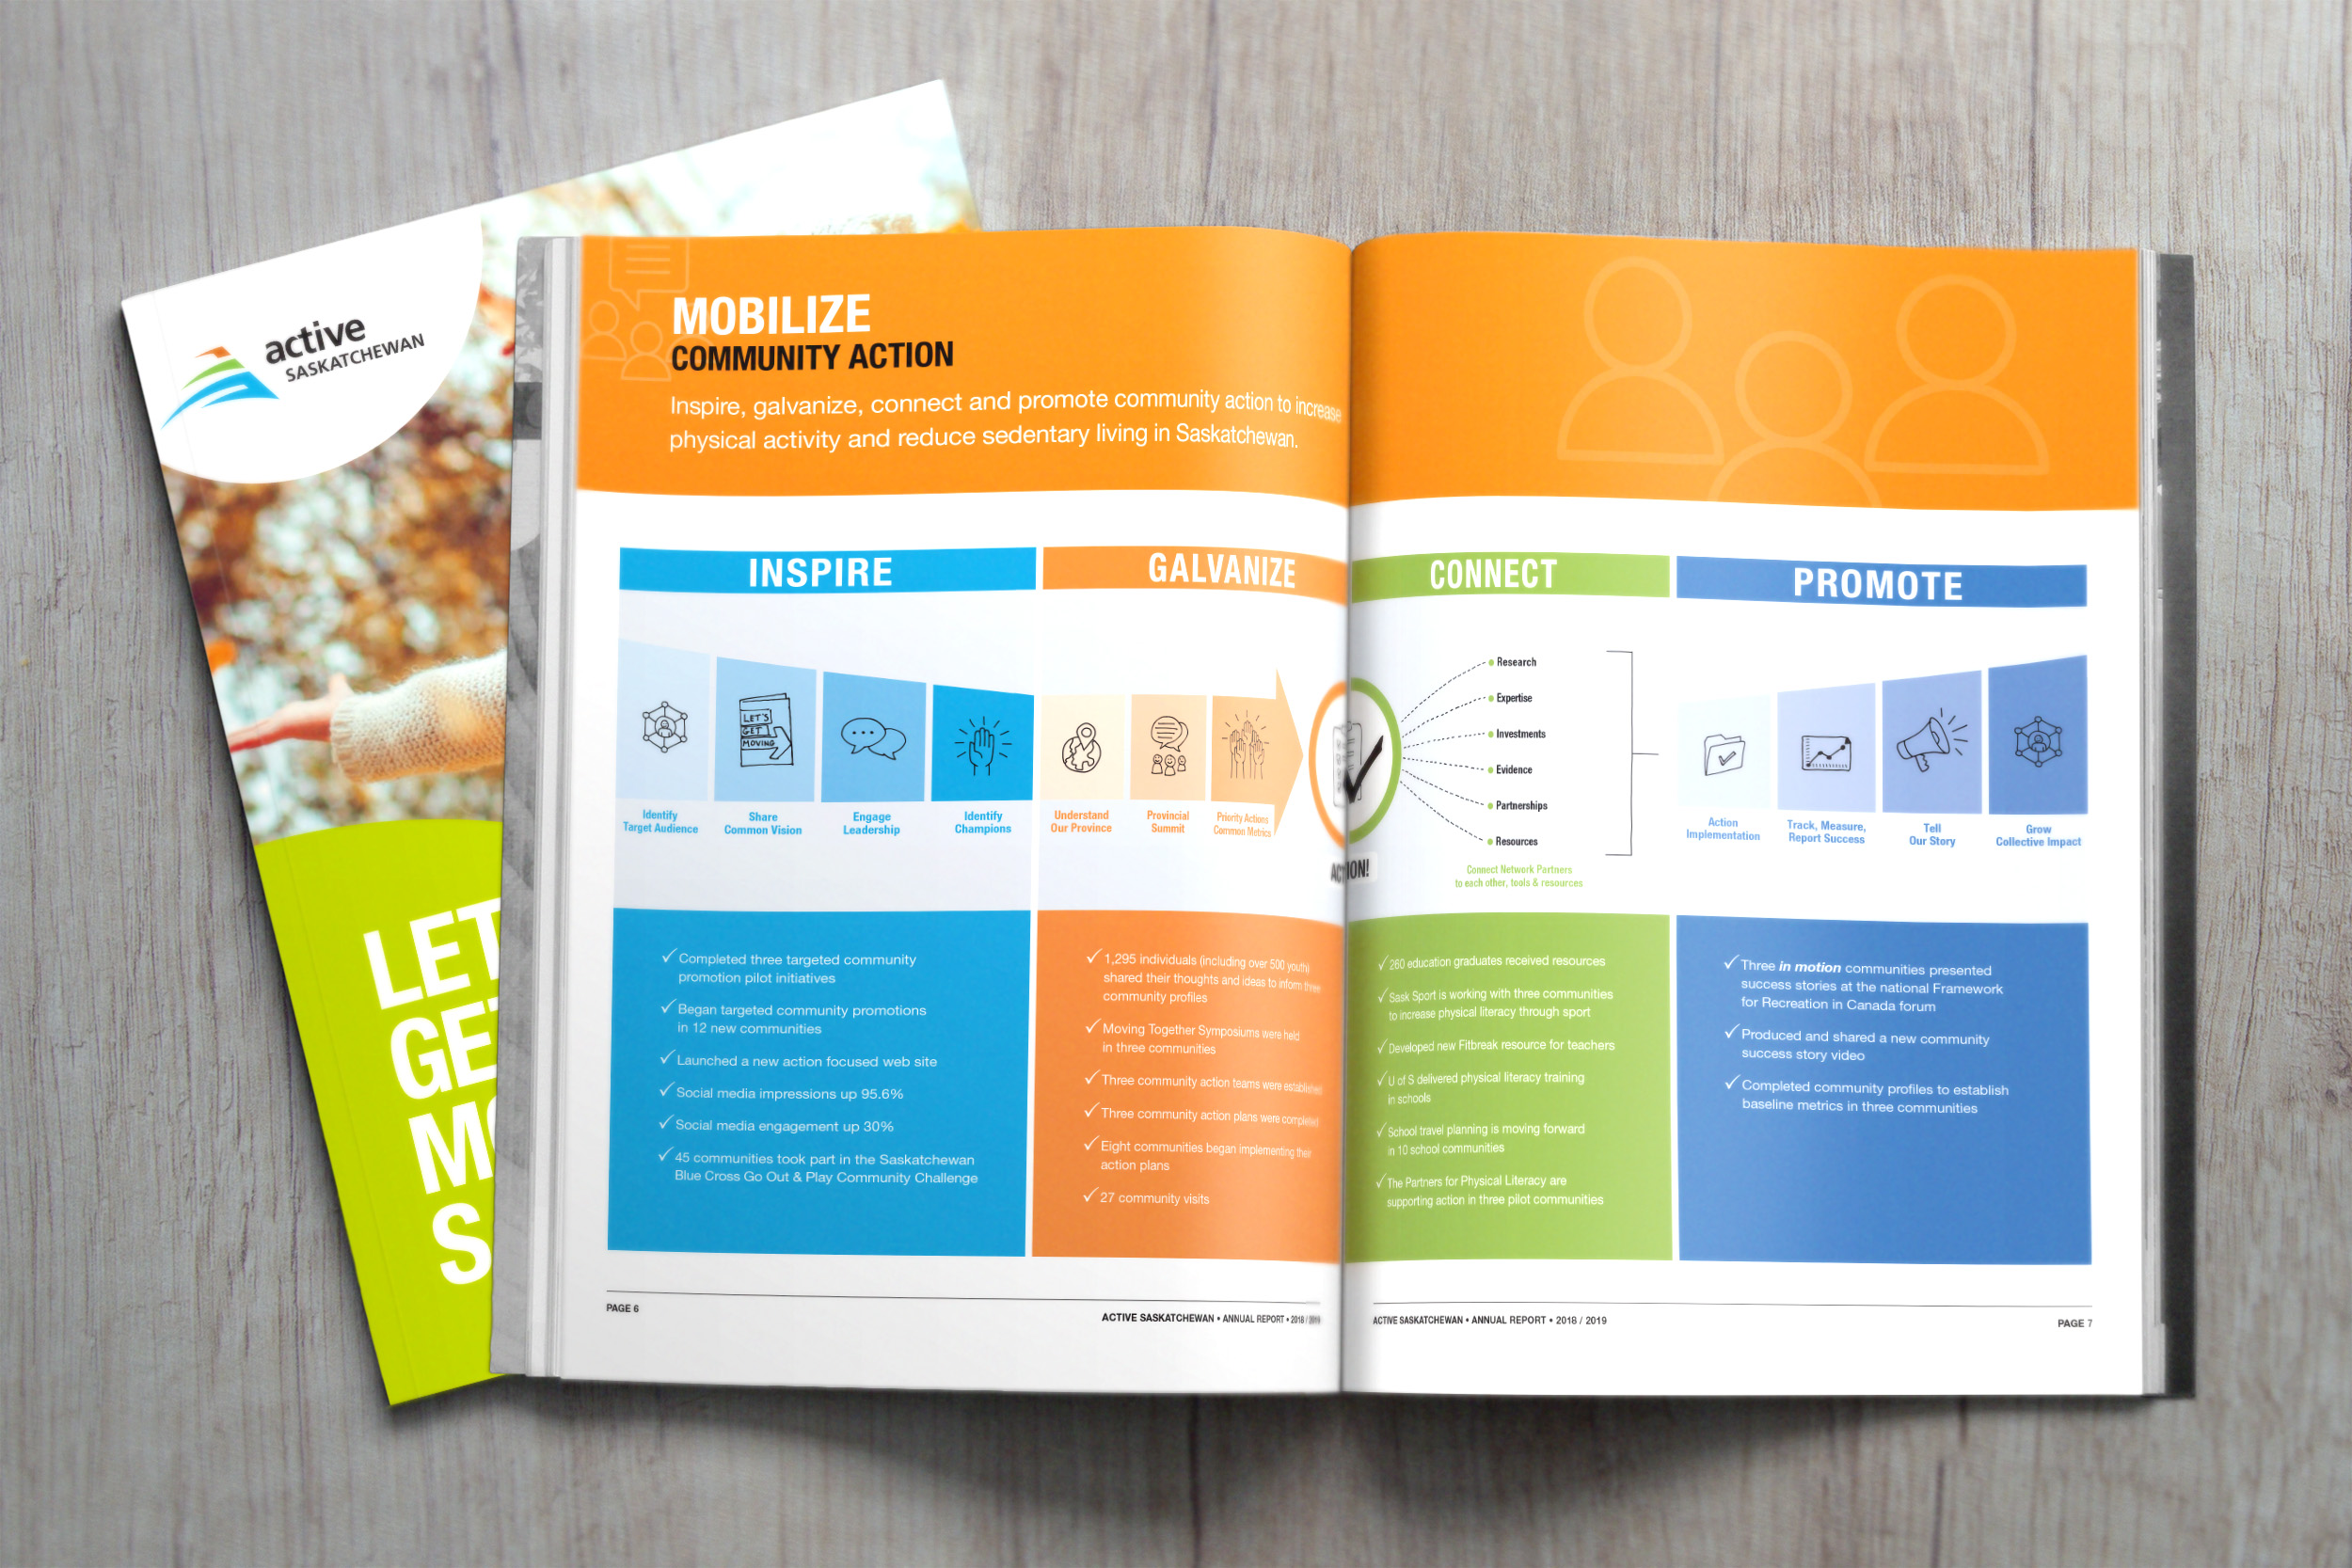 active
SASKATCHEWAN
LET
GET
MO
S
MOBILIZE
COMMUNITY ACTION
Inspire, galvanize, connect and promote community action to increase
physical activity and reduce sedentary living in Saskatchewan.
INSPIRE
LET'S
GET
MOVING
Identify
Target Audience
Share
Common Vision
Engage
Leadership
Identify
Champions
GALVANIZE
Understand
Our Province
Provincial
Summit
Priority Actions
Common Metrics
ACTION!
CONNECT
Research
Expertise
Investments
Evidence
Partnerships
Resources
Connect Network Partners
to each other, tools & resources
PROMOTE
Action
Implementation
Track, Measure,
Report Success
Tell
Our Story
Grow
Collective Impact
Completed three targeted community
promotion pilot initiatives
Began targeted community promotions
in 12 new communities
Launched a new action focused web site
Social media impressions up 95.6%
Social media engagement up 30%
45 communities took part in the Saskatchewan
Blue Cross Go Out & Play Community Challenge
1,295 individuals (including over 500 youth)
shared their thoughts and ideas to inform three
community profiles
Moving Together Symposiums were held
in three communities
Three community action teams were established
Three community action plans were completed
Eight communities began implementing their
action plans
27 community visits
260 education graduates received resources
Sask Sport is working with three communities
to increase physical literacy through sport
Developed new Fitbreak resource for teachers
U of S delivered physical literacy training
in schools
School travel planning is moving forward
in 10 school communities
The Partners for Physical Literacy are
supporting action in three pilot communities
Three in motion communities presented
success stories at the national Framework
for Recreation in Canada forum
Produced and shared a new community
success story video
Completed community profiles to establish
baseline metrics in three communities
PAGE 6
ACTIVE SASKATCHEWAN • ANNUAL REPORT • 2018 / 2019
ACTIVE SASKATCHEWAN • ANNUAL REPORT • 2018 / 2019
PAGE 7